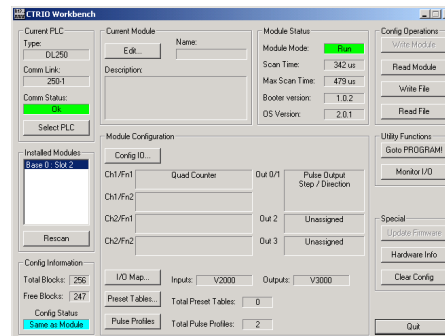 CTRIO Workbench
Current PLC
Type:
DL250
Comm Link:
250-1
Comm Status:
Ok
Select PLC
Current Module
Edit...
Name:
Description:
Module Status
Module Mode: Run
Scan Time: 342 us
Max Scan Time: 479 us
Booter version: 1.0.2
OS Version: 2.0.1
Config Operations
Write Module
Read Module
Write File
Read File
Installed Modules
Base 0 : Slot 2
Rescan
Module Configuration
Config IO...
Ch1/Fn1 Quad Counter Out 0/1 Pulse Output
Step / Direction
Ch1/Fn2
Ch2/Fn1 Out 2 Unassigned
Ch2/Fn2 Out 3 Unassigned
I/O Map... Inputs: V2000 Outputs: V3000
Preset Tables... Total Preset Tables: 0
Pulse Profiles Total Pulse Profiles: 2
Utility Functions
Goto PROGRAM!
Monitor I/O
Special
Update Firmware
Hardware Info
Clear Config
Config Information
Total Blocks: 256
Free Blocks: 247
Config Status
Same as Module
Quit